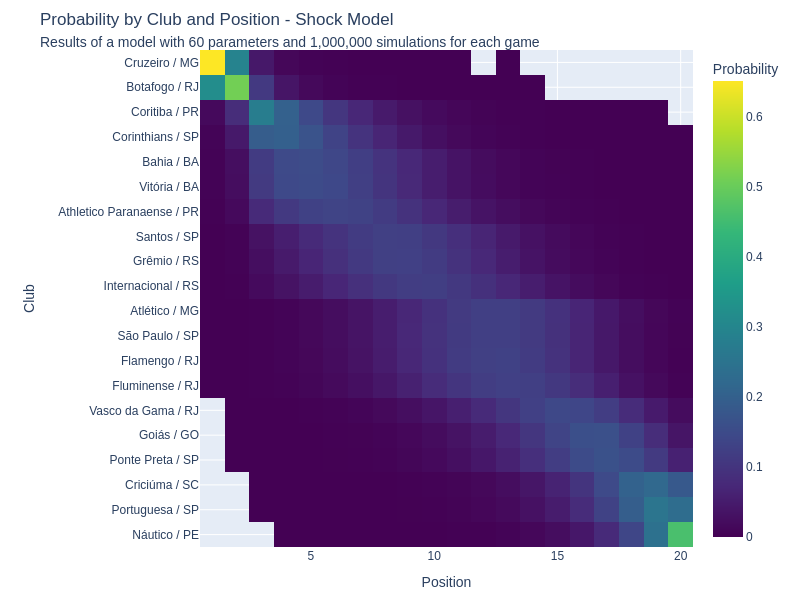 Probability by Club and Position - Shock Model
Results of a model with 60 parameters and 1,000,000 simulations for each game
Cruzeiro / MG
Botafogo / RJ
Coritiba / PR
Corinthians / SP
Bahia / BA
Vitória / BA
Athletico Paranaense / PR
Santos / SP
Grêmio / RS
Internacional / RS
Atlético / MG
São Paulo / SP
Flamengo / RJ
Fluminense / RJ
Vasco da Gama / RJ
Goiás / GO
Ponte Preta / SP
Criciúma / SC
Portuguesa / SP
Náutico / PE
Club
5
10
15
20
Position
Probability
0.6
0.5
0.4
0.3
0.2
0.1
0